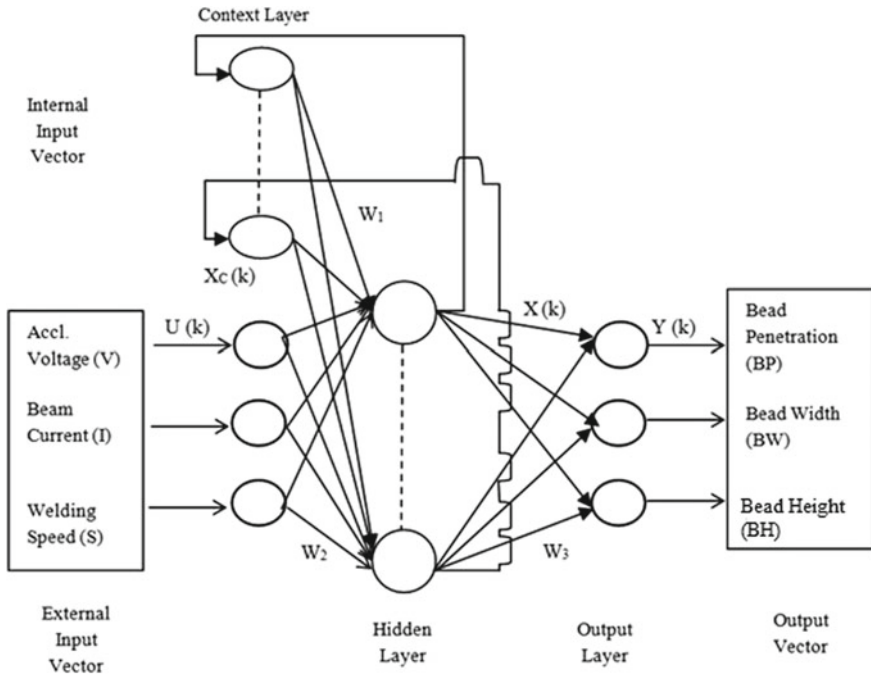 Context Layer
Internal
Input
Vector
W1
XC (k)
U (k)
X (k)
Y (k)
Accl.
Voltage (V)
Beam
Current (I)
Welding
Speed (S)
Bead
Penetration
(BP)
Bead Width
(BW)
Bead Height
(BH)
W2
W3
External
Input
Vector
Hidden
Layer
Output
Layer
Output
Vector